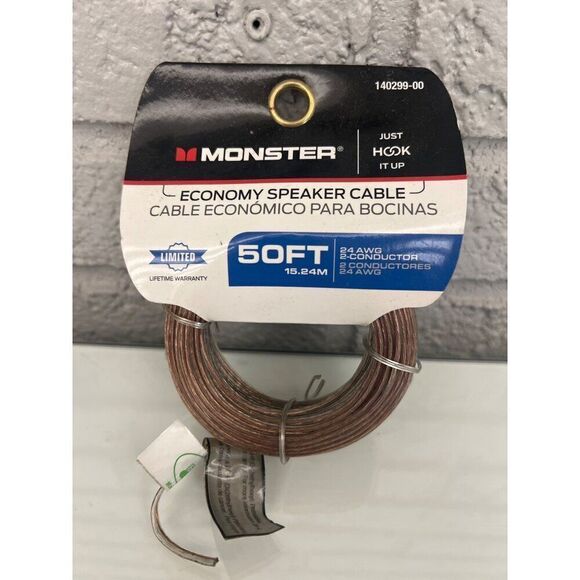 140299-00
MONSTER®
JUST
HOOK
IT UP
ECONOMY SPEAKER CABLE
CABLE ECONÓMICO PARA BOCINAS
LIMITED
LIFETIME WARRANTY
50FT
15.24M
24 AWG
2-CONDUCTOR
2 CONDUCTORES
24 AWG